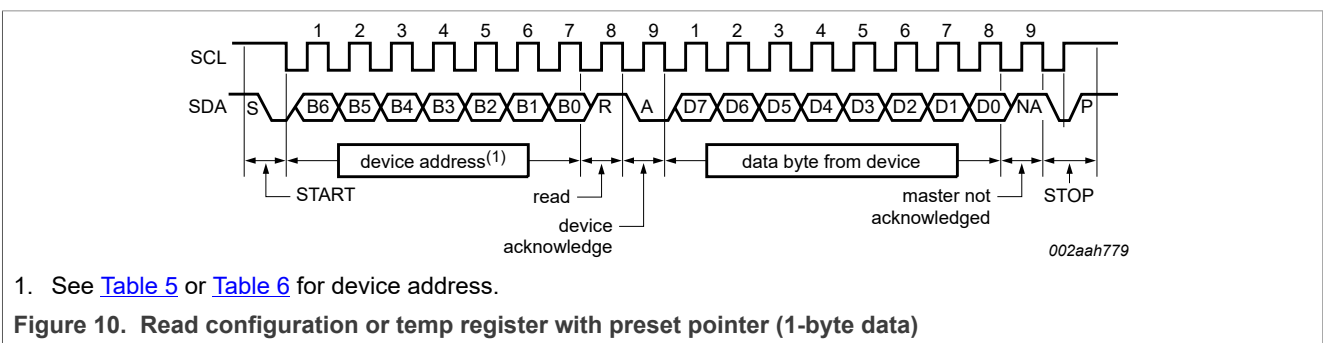 1 2 3 4 5 6 7 8 9 1 2 3 4 5 6 7 8 9
SCL
SDA S B6 B5 B4 B3 B2 B1 B0 R A D7 D6 D5 D4 D3 D2 D1 D0 NA P
device address(1) data byte from device
START read master not acknowledged STOP
device acknowledge
002aah779
1. See Table 5 or Table 6 for device address.
Figure 10. Read configuration or temp register with preset pointer (1-byte data)